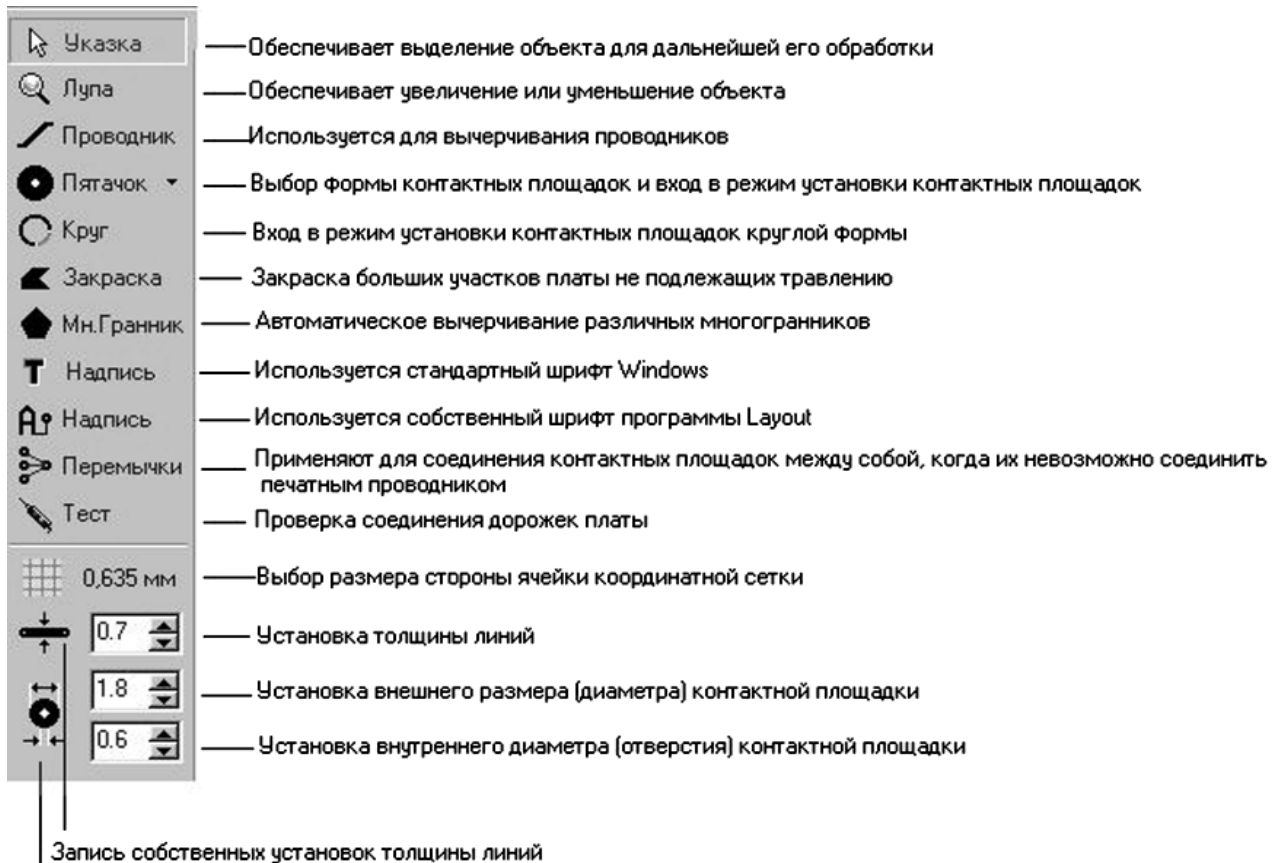 Указка
Обеспечивает выделение объекта для дальнейшей его обработки
Лупа
Обеспечивает увеличение или уменьшение объекта
Проводник
Используется для вычерчивания проводников
Пятачок
Выбор формы контактных площадок и вход в режим установки контактных площадок
Круг
Вход в режим установки контактных площадок круглой формы
Закраска
Закраска больших участков платы не подлежащих травлению
Мн.Гранник
Автоматическое вычерчивание различных многогранников
Надпись
Используется стандартный шрифт Windows
Надпись
Используется собственный шрифт программы Layout
Перемычки
Применяют для соединения контактных площадок между собой, когда их невозможно соединить
печатным проводником
Тест
Проверка соединения дорожек платы
0,635 мм
Выбор размера стороны ячейки координатной сетки
0.7
Установка толщины линий
1.8
Установка внешнего размера (диаметра) контактной площадки
0.6
Установка внутреннего диаметра (отверстия) контактной площадки
Запись собственных установок толщины линий